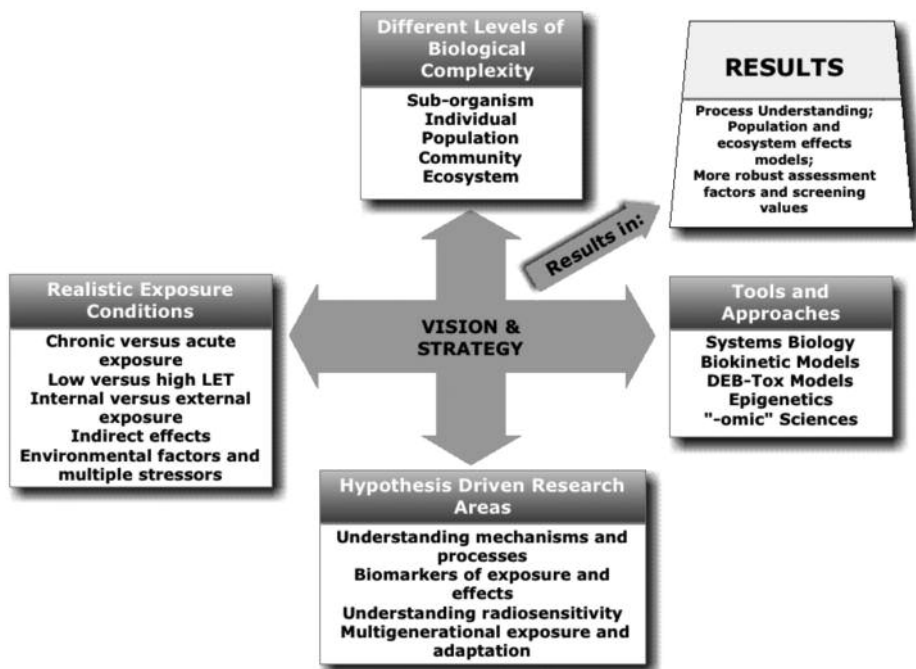 Different Levels of
Biological
Complexity
Sub-organism
Individual
Population
Community
Ecosystem
RESULTS
Process Understanding;
Population and
ecosystem effects
models;
More robust assessment
factors and screening
values
Results in:
Realistic Exposure
Conditions
Chronic versus acute
exposure
Low versus high LET
Internal versus external
exposure
Indirect effects
Environmental factors and
multiple stressors
VISION &
STRATEGY
Tools and
Approaches
Systems Biology
Biokinetic Models
DEB-Tox Models
Epigenetics
"-omic" Sciences
Hypothesis Driven Research
Areas
Understanding mechanisms and
processes
Biomarkers of exposure and
effects
Understanding radiosensitivity
Multigenerational exposure and
adaptation